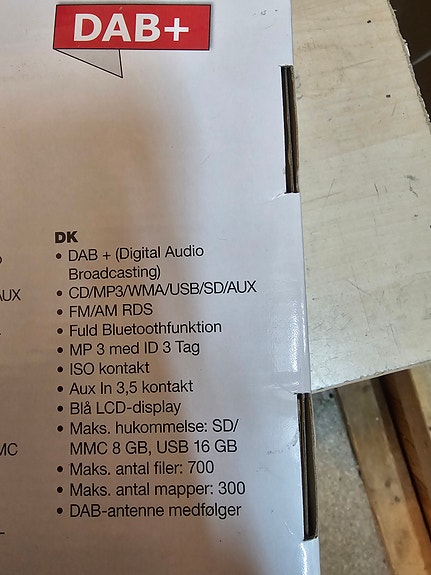 DAB+
DK
• DAB + (Digital Audio
Broadcasting)
• CD/MP3/WMA/USB/SD/AUX
• FM/AM RDS
• Fuld Bluetoothfunktion
• MP 3 med ID 3 Tag
• ISO kontakt
• Aux In 3,5 kontakt
• Blå LCD-display
• Maks. hukommelse: SD/
MMC 8 GB, USB 16 GB
• Maks. antal filer: 700
• Maks. antal mapper: 300
• DAB-antenne medfølger